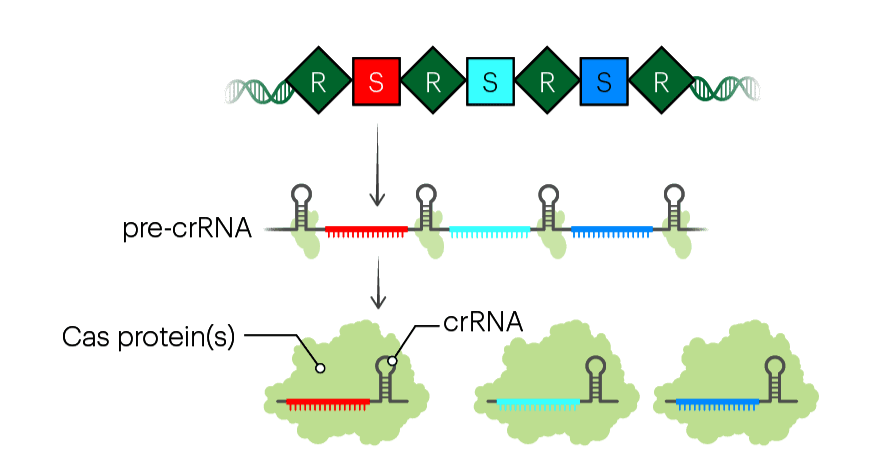 R S R S R S R
pre-crRNA
Cas protein(s)
crRNA